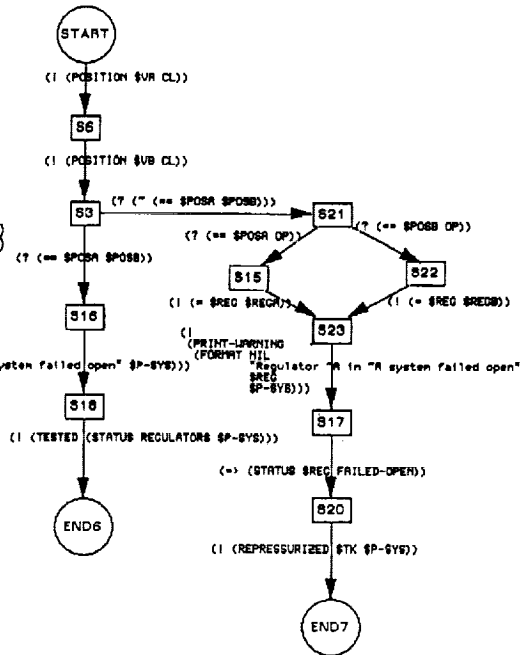 START
(! (POSITION $VA CL))
S6
(! (POSITION $VB CL))
S3
(? (~ (== $POSA $POSB)))
S21
(? (== $POSA $POSB))
(? (== $POSA OP))
(? (== $POSB OP))
S15
S22
(! (= $REG $REGA))
(! (= $REG $REGB))
S16
S23
(!
(PRINT-WARNING
(FORMAT NIL
"Regulator ~A in ~A system failed open"
$REG
$P-SYS)))
ystem failed open" $P-SYS)))
S18
S17
(! (TESTED (STATUS REGULATORS $P-SYS)))
(=> (STATUS $REG FAILED-OPEN))
S20
END6
(! (REPRESSURIZED $TK $P-SYS))
END7